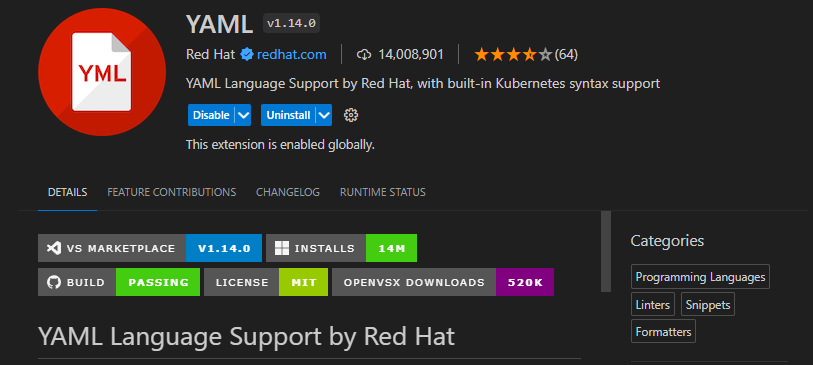 YAML v1.14.0
YML
Red Hat redhat.com 14,008,901 (64)
YAML Language Support by Red Hat, with built-in Kubernetes syntax support
Disable Uninstall
This extension is enabled globally.
DETAILS FEATURE CONTRIBUTIONS CHANGELOG RUNTIME STATUS
VS MARKETPLACE V1.14.0 INSTALLS 14M
BUILD PASSING LICENSE MIT OPENVSX DOWNLOADS 520K
YAML Language Support by Red Hat
Categories
Programming Languages
Linters Snippets
Formatters